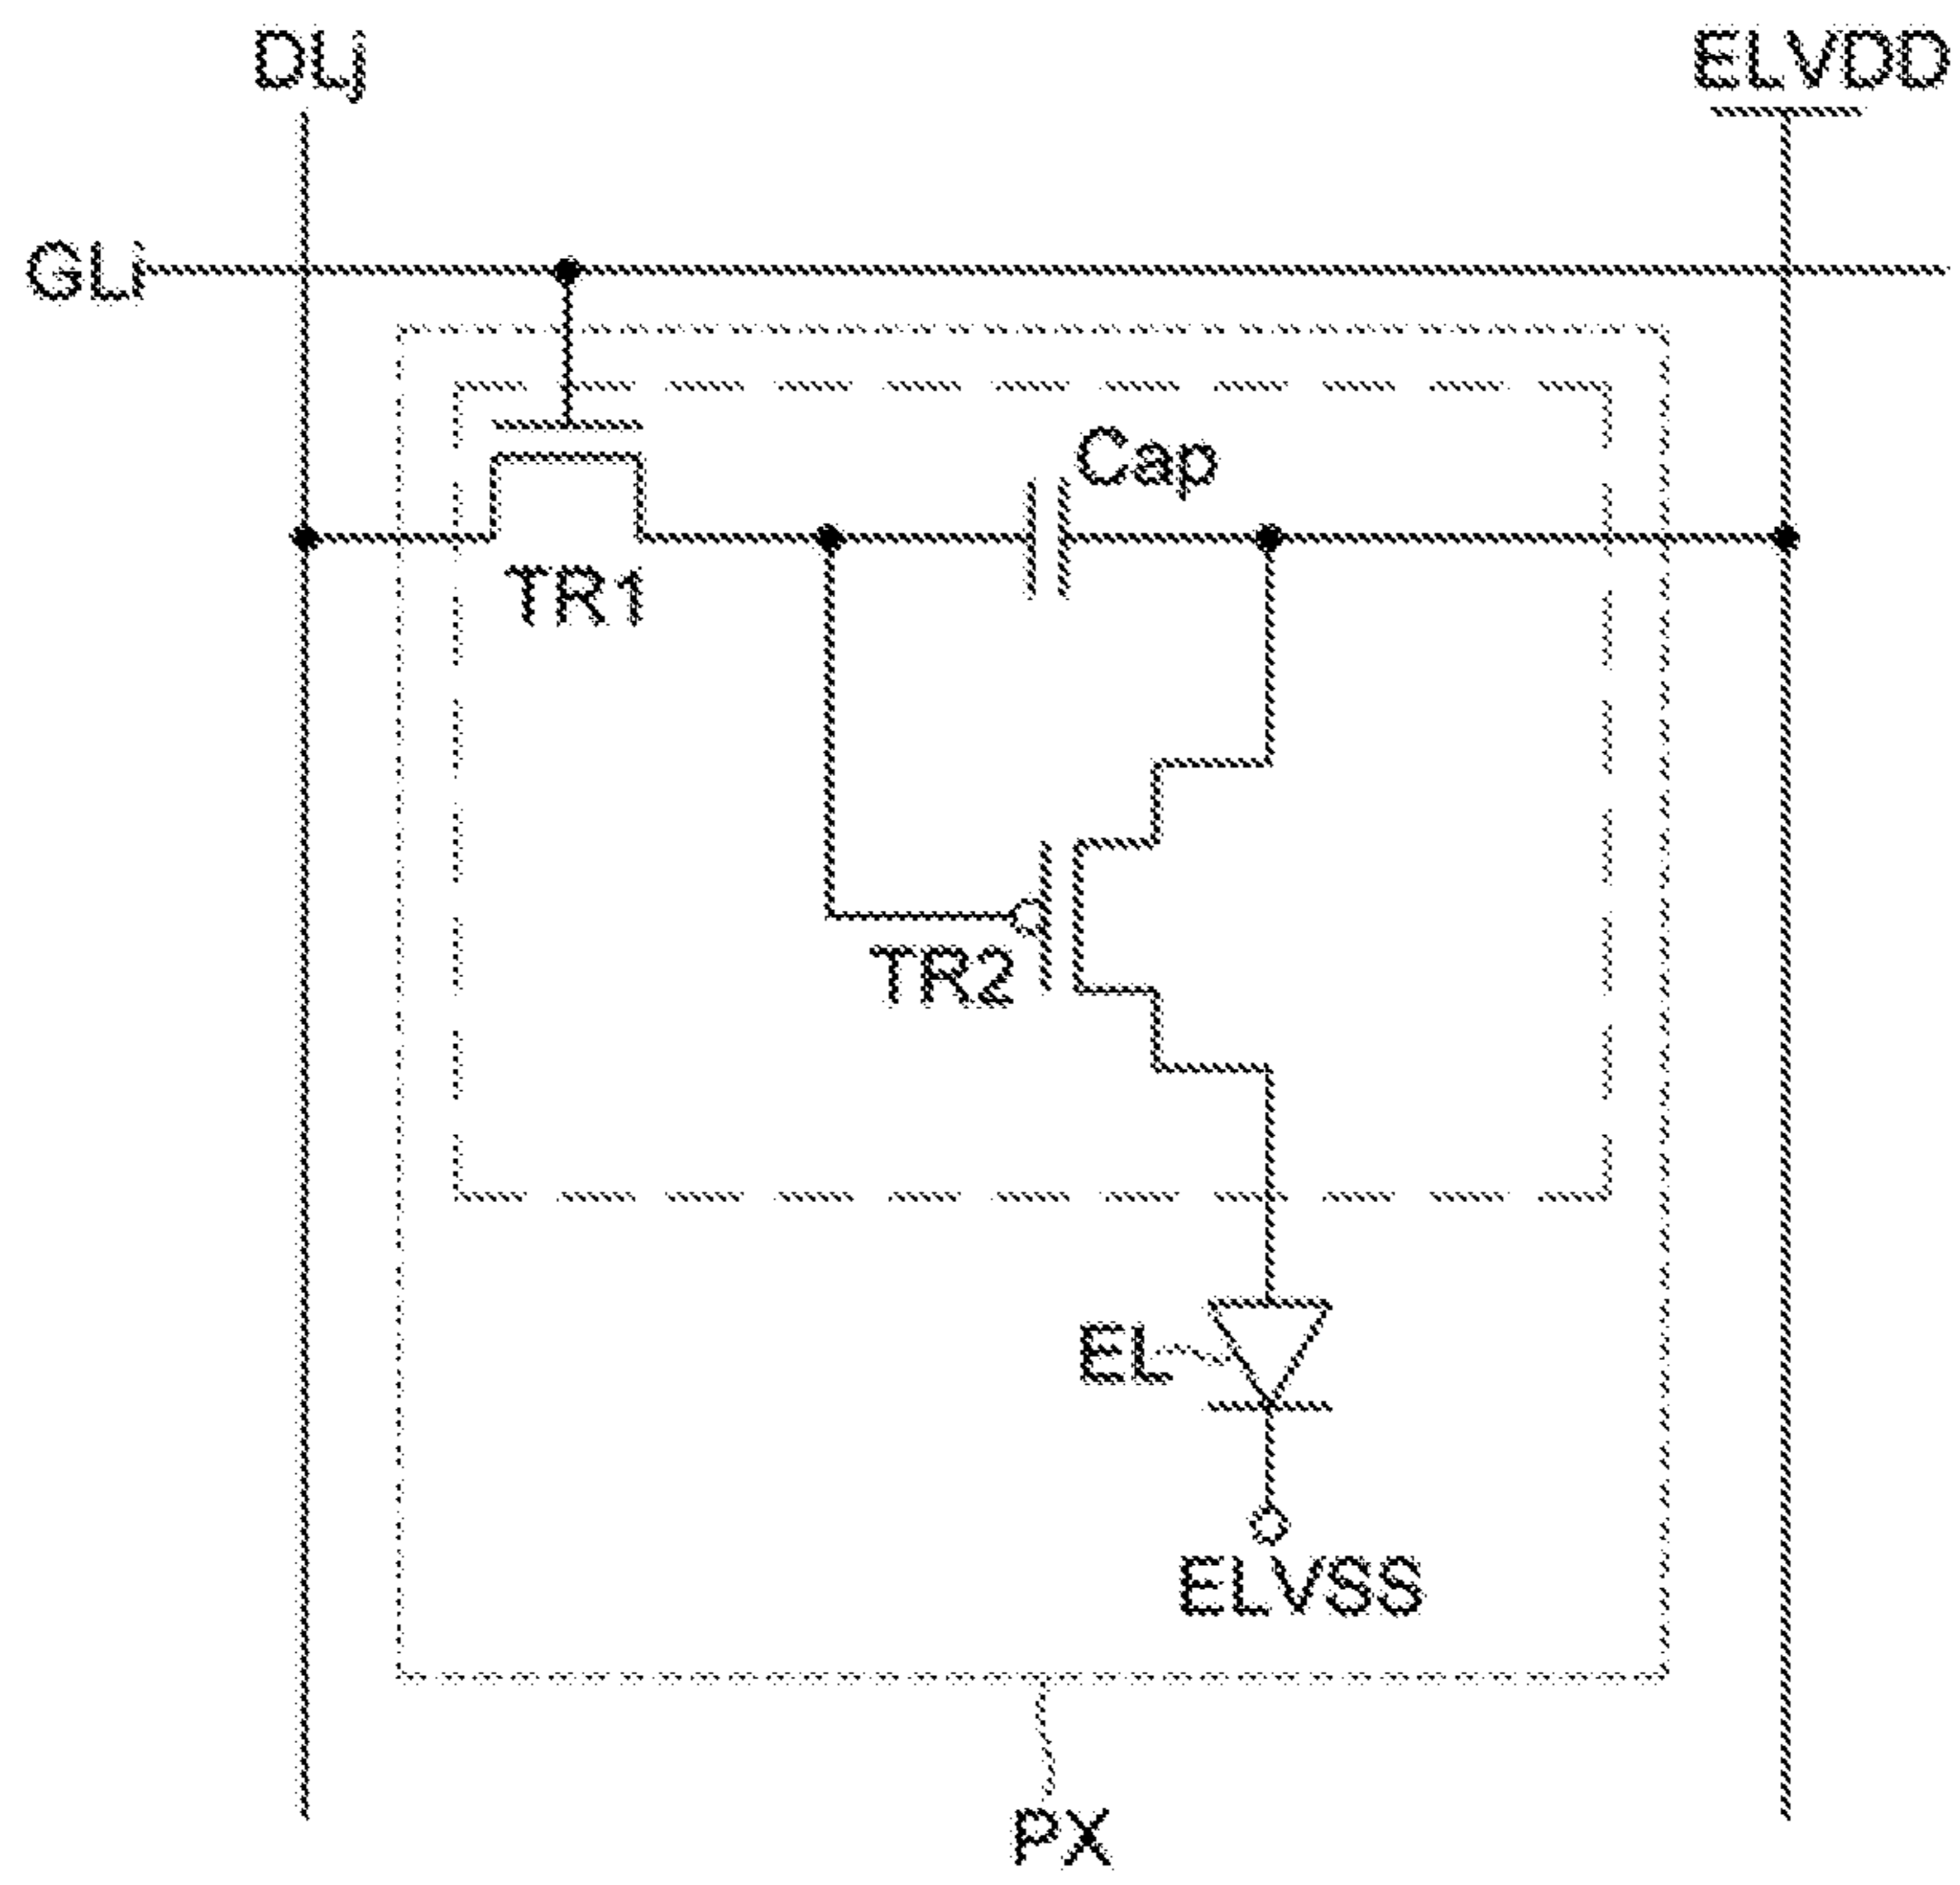 DLj
ELVDD
GLi
Cap
TR1
TR2
EL
ELVSS
PX